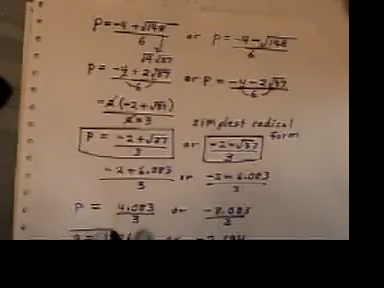 p = -4 + √148 / 6 or p = -4 - √148 / 6
√4 √37
p = -4 + 2√37 / 6 or p = -4 - 2√37 / 6
= 2(-2 + √37) / 2·3
simplest radical form
p = -2 + √37 / 3 or -2 - √37 / 3
-2 + 6.083 / 3 or -2 - 6.083 / 3
p = 4.083 / 3 or -8.083 / 3